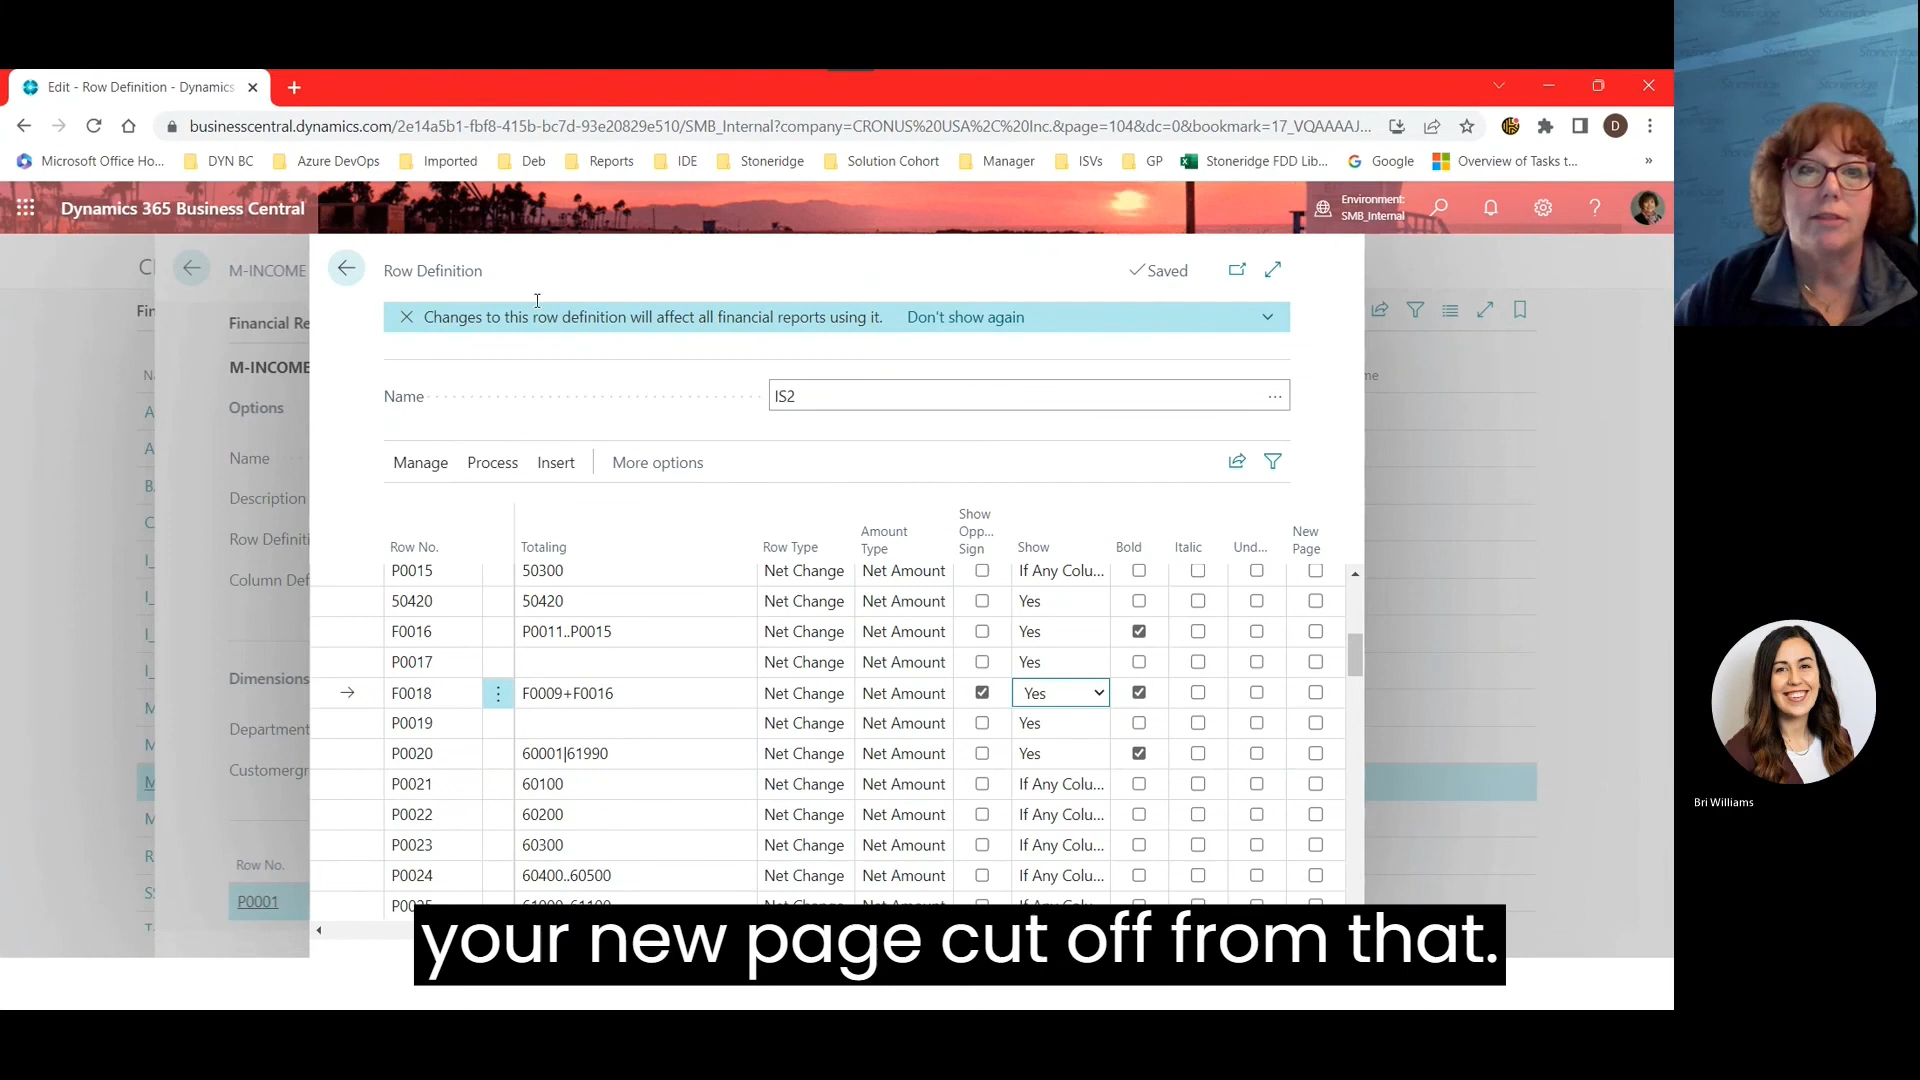 Edit - Row Definition - Dynamics
businesscentral.dynamics.com/2e14a5b1-fbf8-415b-bc7d-93e20829e510/SMB_Internal?company=CRONUS%20USA%2C%20Inc.&page=104&dc=0&bookmark=17_VQAAAAJ...
D
Microsoft Office Ho... DYN BC Azure DevOps Imported Deb Reports IDE Stoneridge Solution Cohort Manager ISVs GP Stoneridge FDD Lib... Google Overview of Tasks t... »
Dynamics 365 Business Central
Environment:
SMB_Internal
M-INCOME
Row Definition
Saved
Changes to this row definition will affect all financial reports using it. Don't show again
Financial Re
M-INCOME
Options
Name
Description
Row Definiti
Column Def
Dimensions
Department
Customergr
Row No.
P0001
Name IS2 ...
Manage Process Insert More options
Row No. Totaling Row Type Amount Type Show Opp... Sign Show Bold Italic Und... New Page
P0015 50300 Net Change Net Amount If Any Colu...
50420 50420 Net Change Net Amount Yes
F0016 P0011..P0015 Net Change Net Amount Yes
P0017 Net Change Net Amount Yes
F0018 F0009+F0016 Net Change Net Amount Yes
P0019 Net Change Net Amount Yes
P0020 60001|61990 Net Change Net Amount Yes
P0021 60100 Net Change Net Amount If Any Colu...
P0022 60200 Net Change Net Amount If Any Colu...
P0023 60300 Net Change Net Amount If Any Colu...
P0024 60400..60500 Net Change Net Amount If Any Colu...
your new page cut off from that.
Bri Williams